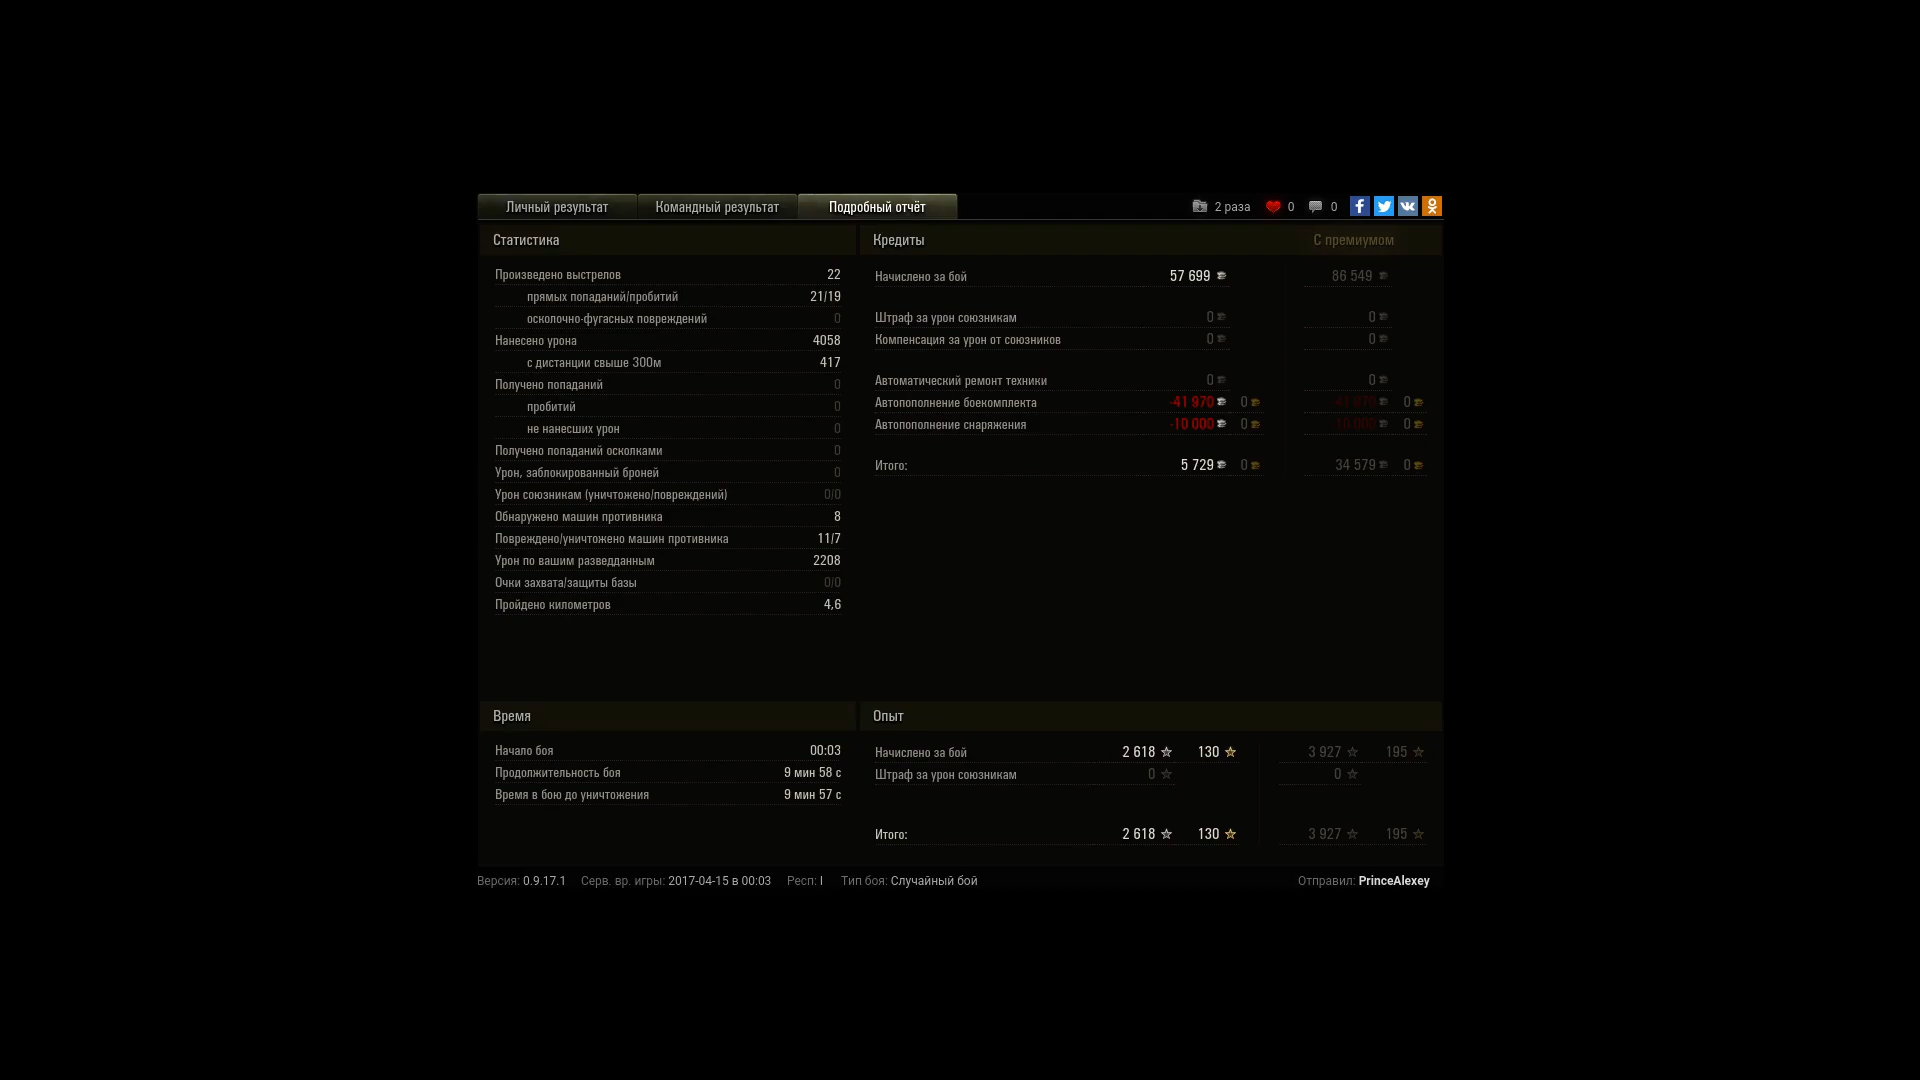 Личный результат Командный результат Подробный отчёт 2 раза 0 0
Статистика
Произведено выстрелов 22
прямых попаданий/пробитий 21/19
осколочно-фугасных повреждений 0
Нанесено урона 4058
с дистанции свыше 300м 417
Получено попаданий 0
пробитий 0
не нанесших урон 0
Получено попаданий осколками 0
Урон, заблокированный броней 0
Урон союзникам (уничтожено/повреждений) 0/0
Обнаружено машин противника 8
Повреждено/уничтожено машин противника 11/7
Урон по вашим разведданным 2208
Очки захвата/защиты базы 0/0
Пройдено километров 4,6
Кредиты С премиумом
Начислено за бой 57 699 86 549
Штраф за урон союзникам 0 0
Компенсация за урон от союзников 0 0
Автоматический ремонт техники 0 0
Автопополнение боекомплекта -41 970 0 -41 970 0
Автопополнение снаряжения -10 000 0 -10 000 0
Итого: 5 729 0 34 579 0
Время
Начало боя 00:03
Продолжительность боя 9 мин 58 с
Время в бою до уничтожения 9 мин 57 с
Опыт
Начислено за бой 2 618 130 3 927 195
Штраф за урон союзникам 0 0
Итого: 2 618 130 3 927 195
Версия: 0.9.17.1 Серв. вр. игры: 2017-04-15 в 00:03 Респ: I Тип боя: Случайный бой Отправил: PrinceAlexey